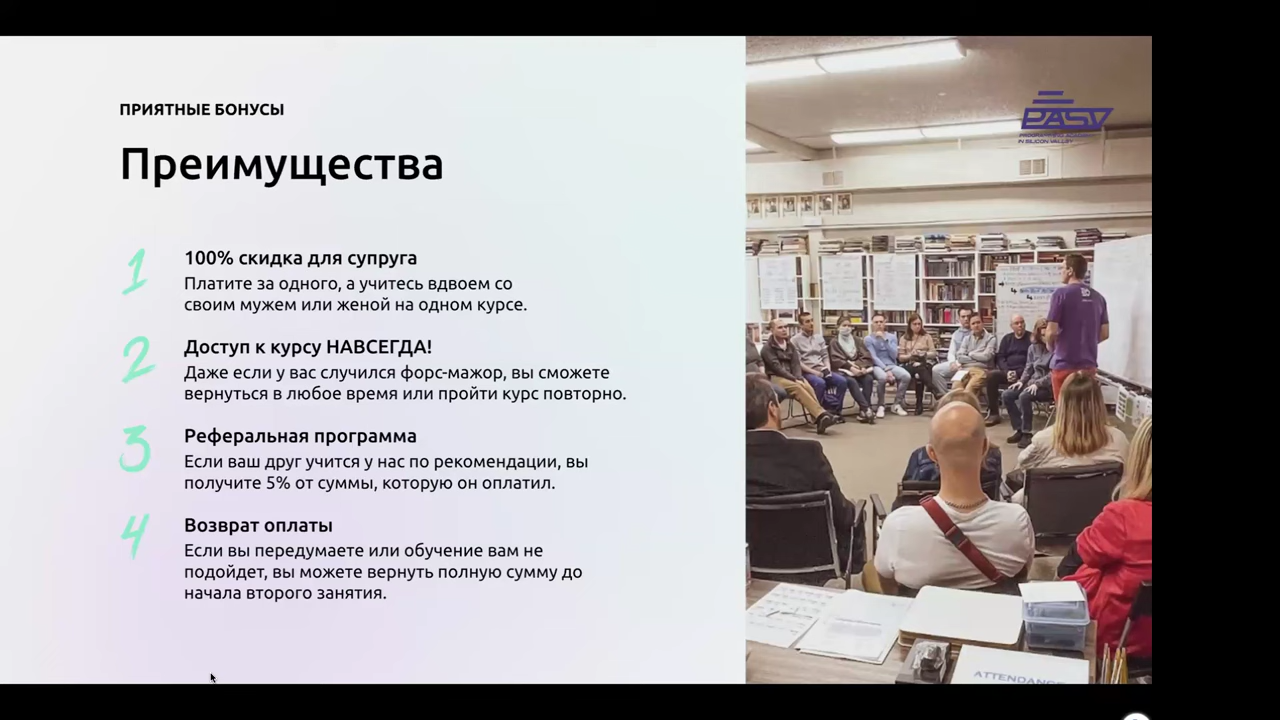 ПРИЯТНЫЕ БОНУСЫ
Преимущества
1
100% скидка для супруга
Платите за одного, а учитесь вдвоем со
своим мужем или женой на одном курсе.
2
Доступ к курсу НАВСЕГДА!
Даже если у вас случился форс-мажор, вы сможете
вернуться в любое время или пройти курс повторно.
3
Реферальная программа
Если ваш друг учится у нас по рекомендации, вы
получите 5% от суммы, которую он оплатил.
4
Возврат оплаты
Если вы передумаете или обучение вам не
подойдет, вы можете вернуть полную сумму до
начала второго занятия.
PASV
IN SILICON VALLEY
ATTENDANCE